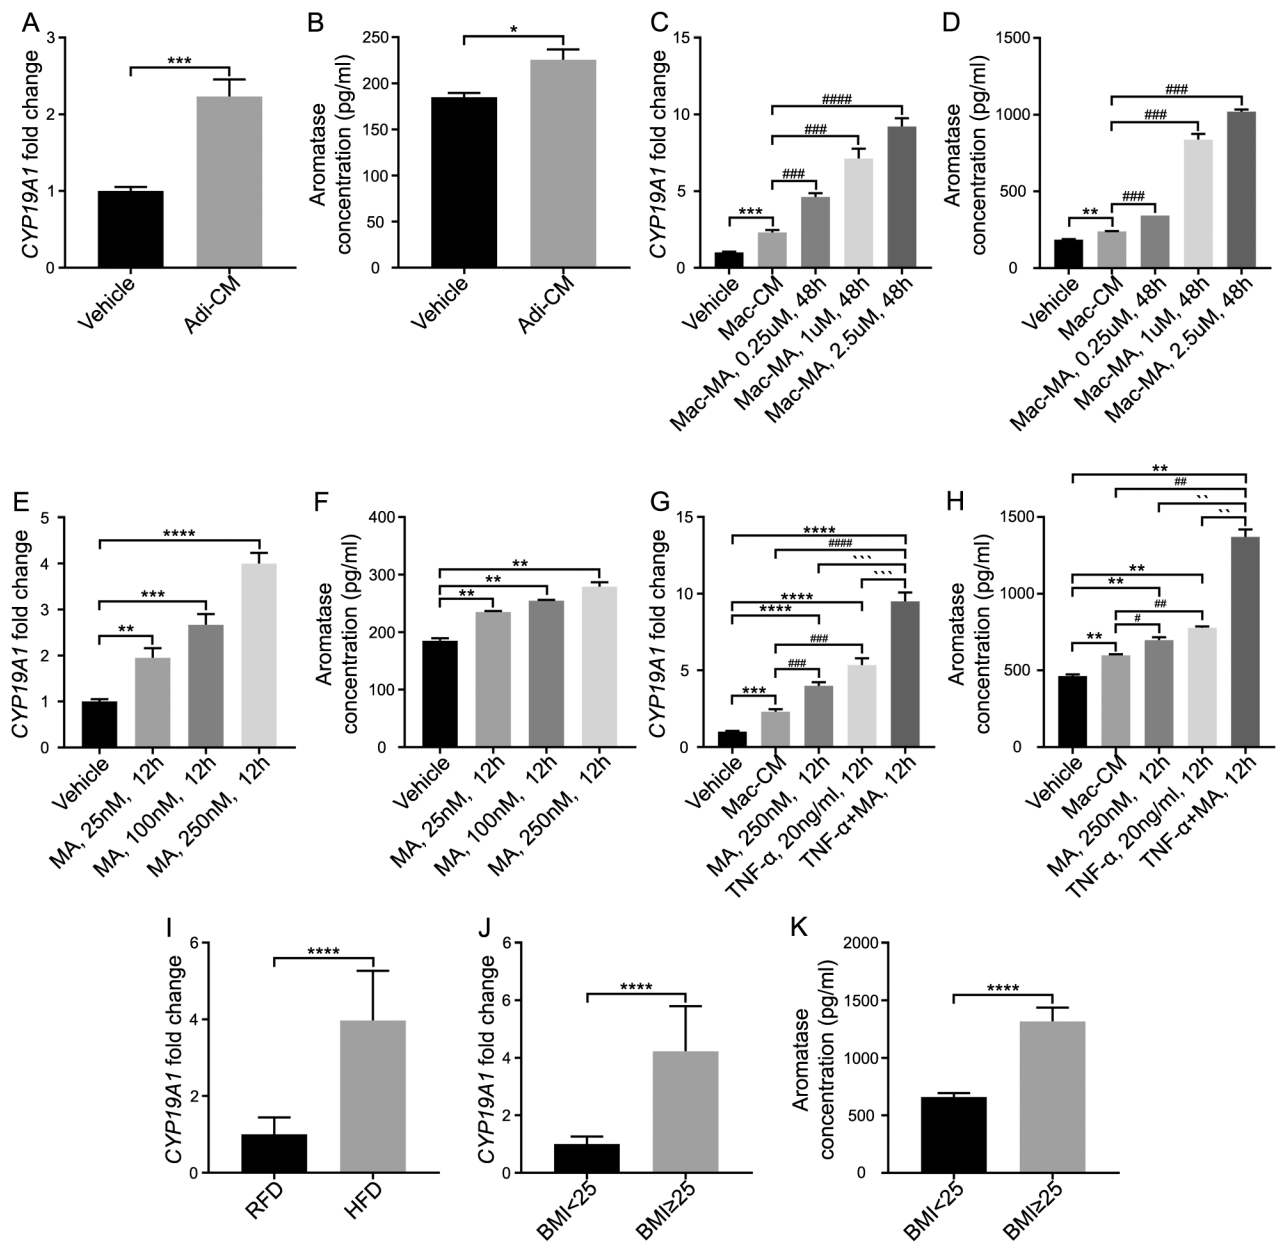 A
CYP19A1 fold change
3
2
1
0
***
Vehicle
Adi-CM
B
Aromatase
concentration (pg/ml)
250
200
150
100
50
0
*
Vehicle
Adi-CM
C
CYP19A1 fold change
15
10
5
0
####
###
###
***
Vehicle
Mac-CM
Mac-MA, 0.25uM, 48h
Mac-MA, 1uM, 48h
Mac-MA, 2.5uM, 48h
D
Aromatase
concentration (pg/ml)
1500
1000
500
0
###
###
###
**
Vehicle
Mac-CM
Mac-MA, 0.25uM, 48h
Mac-MA, 1uM, 48h
Mac-MA, 2.5uM, 48h
E
CYP19A1 fold change
5
4
3
2
1
0
****
***
**
Vehicle
MA, 25nM, 12h
MA, 100nM, 12h
MA, 250nM, 12h
F
Aromatase
concentration (pg/ml)
400
300
200
100
0
**
**
**
Vehicle
MA, 25nM, 12h
MA, 100nM, 12h
MA, 250nM, 12h
G
CYP19A1 fold change
15
10
5
0
****
####
```
```
****
****
###
###
***
Vehicle
Mac-CM
MA, 250nM, 12h
TNF-α, 20ng/ml, 12h
TNF-α+MA, 12h
H
Aromatase
concentration (pg/ml)
1500
1000
500
0
**
##
``
``
**
**
##
#
**
Vehicle
Mac-CM
MA, 250nM, 12h
TNF-α, 20ng/ml, 12h
TNF-α+MA, 12h
I
CYP19A1 fold change
6
4
2
0
****
RFD
HFD
J
CYP19A1 fold change
6
6
4
2
0
****
BMI<25
BMI≥25
K
Aromatase
concentration (pg/ml)
2000
1500
1000
500
0
****
BMI<25
BMI≥25